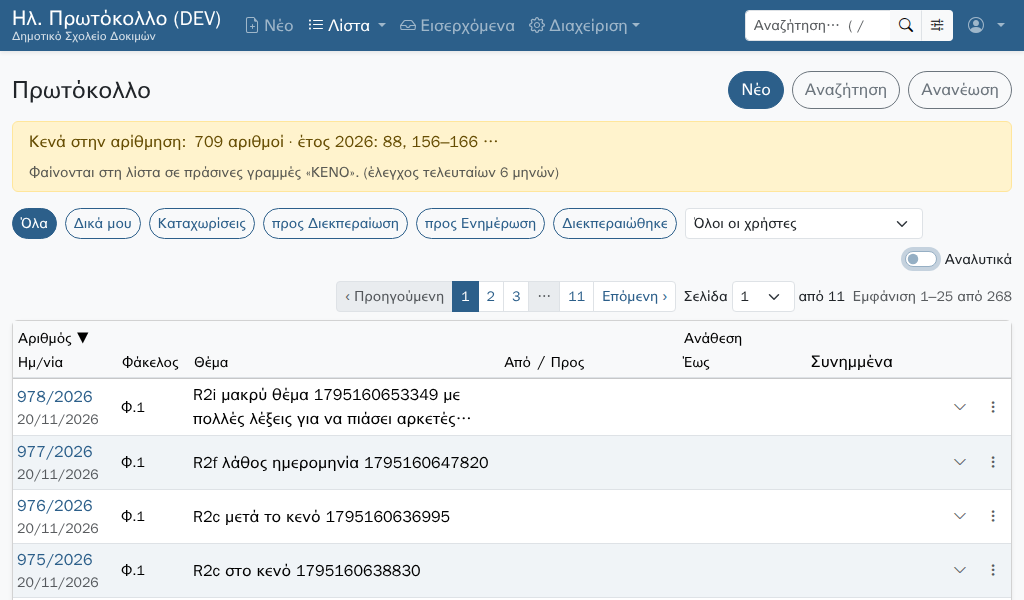 Ηλ. Πρωτόκολλο (DEV)
Δημοτικό Σχολείο Δοκιμών
Νέο
Λίστα
Εισερχόμενα
Διαχείριση
Αναζήτηση… ( /
Πρωτόκολλο
Νέο
Αναζήτηση
Ανανέωση
Κενά στην αρίθμηση: 709 αριθμοί · έτος 2026: 88, 156–166 …
Φαίνονται στη λίστα σε πράσινες γραμμές «ΚΕΝΟ». (έλεγχος τελευταίων 6 μηνών)
Όλα
Δικά μου
Καταχωρίσεις
προς Διεκπεραίωση
προς Ενημέρωση
Διεκπεραιώθηκε
Όλοι οι χρήστες
Αναλυτικά
‹ Προηγούμενη 1 2 3 … 11 Επόμενη › Σελίδα 1 από 11 Εμφάνιση 1–25 από 268
Αριθμός ▼ Ανάθεση
Ημ/νία Φάκελος Θέμα Από / Προς Έως Συνημμένα
978/2026
20/11/2026
Φ.1
R2i μακρύ θέμα 1795160653349 με
πολλές λέξεις για να πιάσει αρκετές…
977/2026
20/11/2026
Φ.1
R2f λάθος ημερομηνία 1795160647820
976/2026
20/11/2026
Φ.1
R2c μετά το κενό 1795160636995
975/2026
20/11/2026
Φ.1
R2c στο κενό 1795160638830